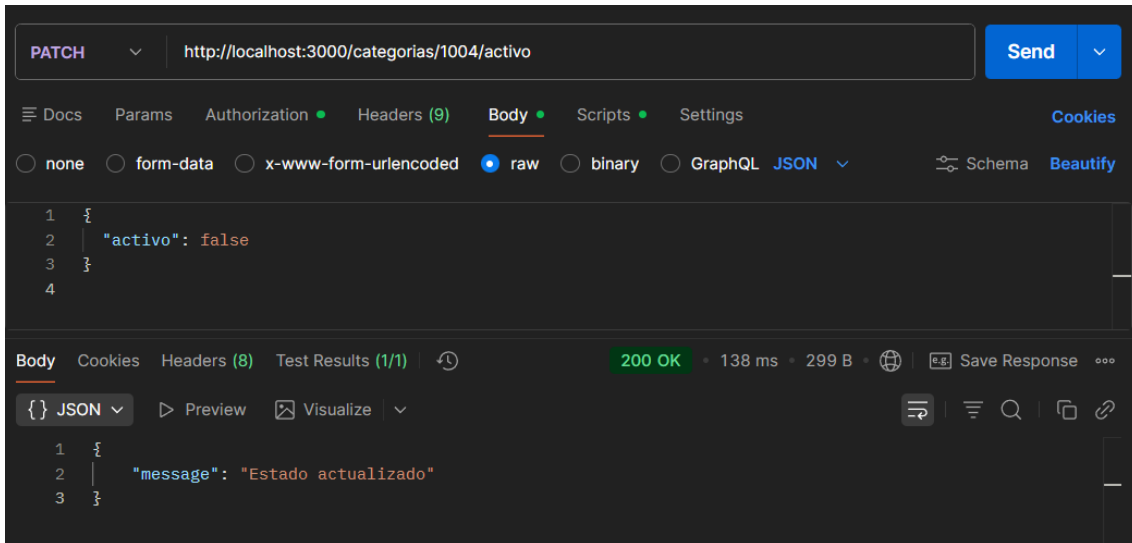 PATCH http://localhost:3000/categorias/1004/activo Send
Docs Params Authorization Headers (9) Body Scripts Settings Cookies
none form-data x-www-form-urlencoded raw binary GraphQL JSON Schema Beautify
1 {
2 "activo": false
3 }
4
Body Cookies Headers (8) Test Results (1/1) 200 OK • 138 ms • 299 B • e.g. Save Response
{} JSON Preview Visualize
1 {
2 "message": "Estado actualizado"
3 }